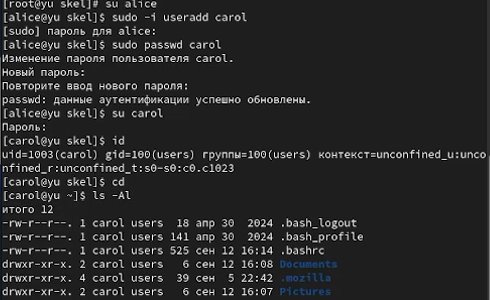 [root@yu skel]# su alice
[alice@yu skel]$ sudo -i useradd carol
[sudo] пароль для alice:
[alice@yu skel]$ sudo passwd carol
Изменение пароля пользователя carol.
Новый пароль:
Повторите ввод нового пароля:
passwd: данные аутентификации успешно обновлены.
[alice@yu skel]$ su carol
Пароль:
[carol@yu skel]$ id
uid=1003(carol) gid=100(users) группы=100(users) контекст=unconfined_u:unco
nfined_r:unconfined_t:s0-s0:c0.c1023
[carol@yu skel]$ cd
[carol@yu ~]$ ls -Al
итого 12
-rw-r--r--. 1 carol users  18 апр 30  2024 .bash_logout
-rw-r--r--. 1 carol users 141 апр 30  2024 .bash_profile
-rw-r--r--. 1 carol users 525 сен 12 16:14 .bashrc
drwxr-xr-x. 2 carol users   6 сен 12 16:08 Documents
drwxr-xr-x. 4 carol users  39 сен  5 22:42 .mozilla
drwxr-xr-x. 2 carol users   6 сен 12 16:07 Pictures